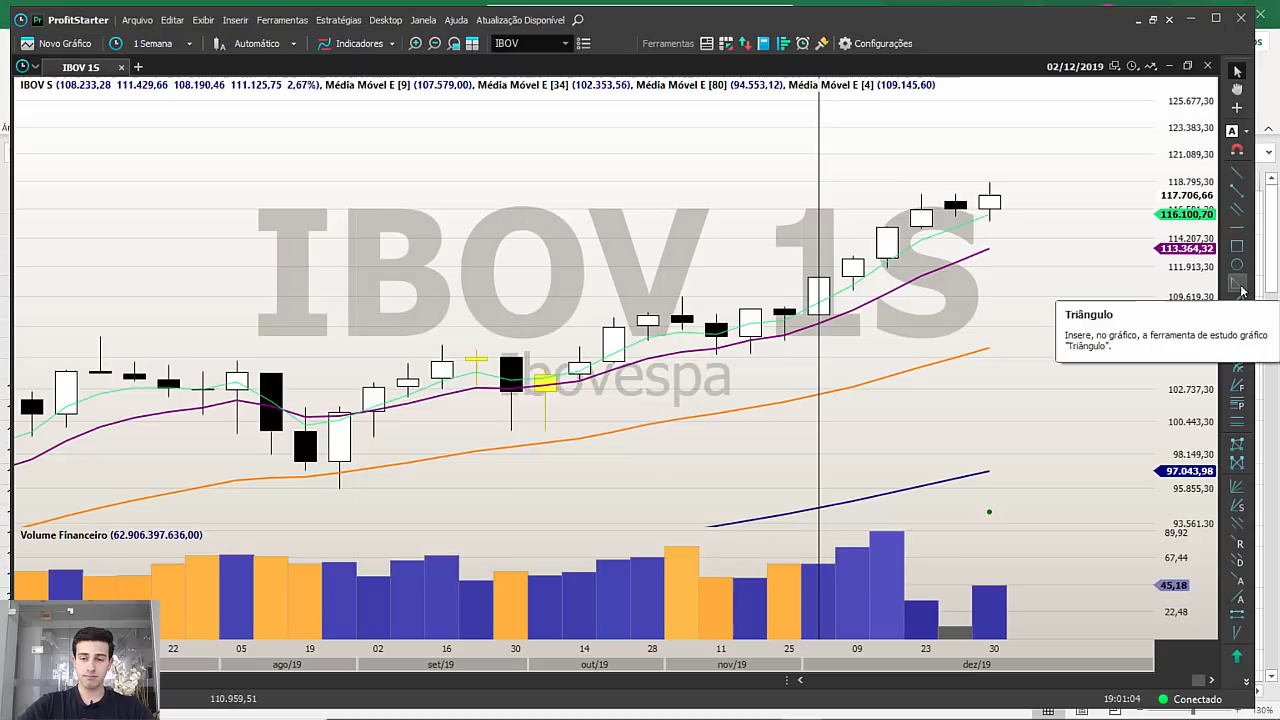 ProfitStarter Arquivo Editar Exibir Inserir Ferramentas Estratégias Desktop Janela Ajuda Atualização Disponível
Novo Gráfico 1 Semana Automático Indicadores IBOV Ferramentas Configurações
IBOV 1S 02/12/2019
IBOV S (108.233,28 111.429,66 108.190,46 111.125,75 2,67%), Média Móvel E [9] (107.579,00), Média Móvel E [34] (102.353,56), Média Móvel E [80] (94.553,12), Média Móvel E [4] (109.145,60)
IBOV 1S
Ibovespa
125.677,30
123.383,30
121.089,30
118.795,30
117.706,66
116.100,70
114.207,30
113.364,32
111.913,30
109.619,30
Triângulo
Insere, no gráfico, a ferramenta de estudo gráfico
"Triângulo".
102.737,30
100.443,30
98.149,30
97.043,98
95.855,30
93.561,30
Volume Financeiro (62.906.397.636,00)
89,92
67,44
45,18
22,48
22 05 19 02 16 30 14 28 11 25 09 23 30
ago/19 set/19 out/19 nov/19 dez/19
110.959,51 19:01:04 Conectado